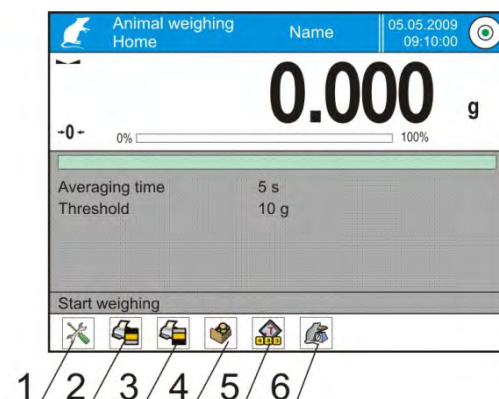 Animal weighing
Home
Name
05.05.2009
09:10:00
0.000 g
→0←
0% 100%
Averaging time 5 s
Threshold 10 g
Start weighing
1 2 3 4 5 6